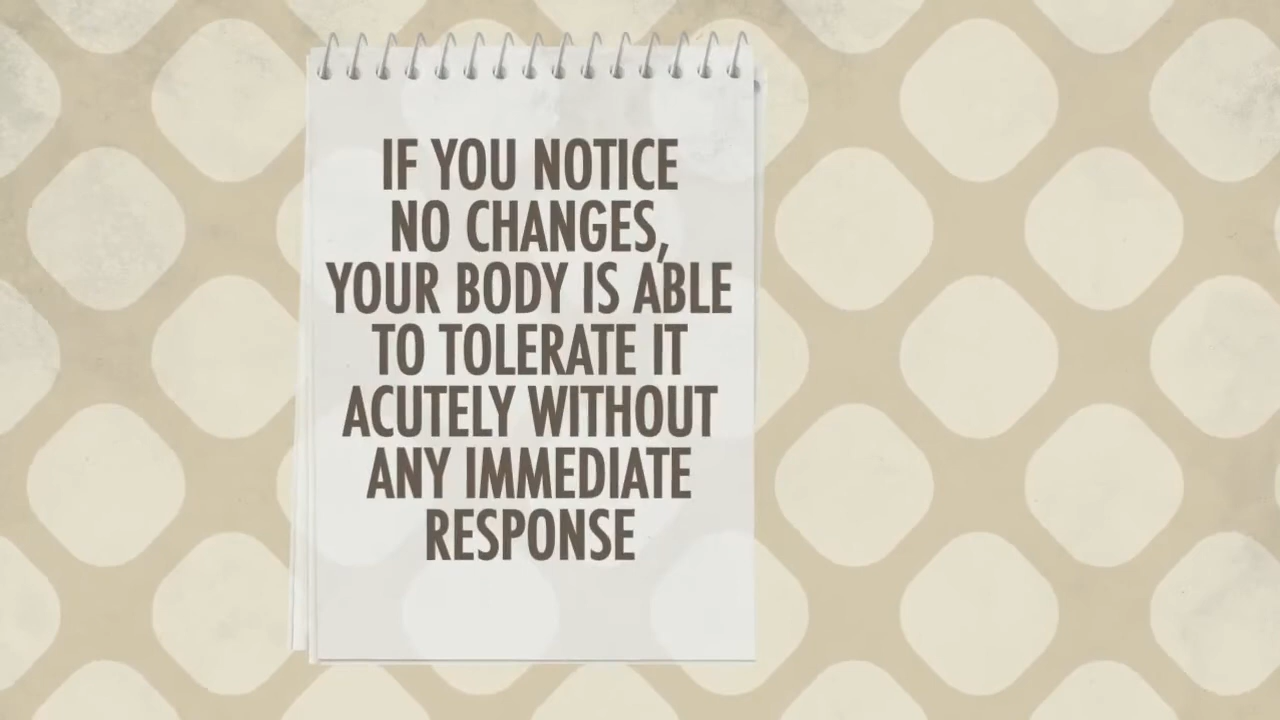 IF YOU NOTICE
NO CHANGES,
YOUR BODY IS ABLE
TO TOLERATE IT
ACUTELY WITHOUT
ANY IMMEDIATE
RESPONSE